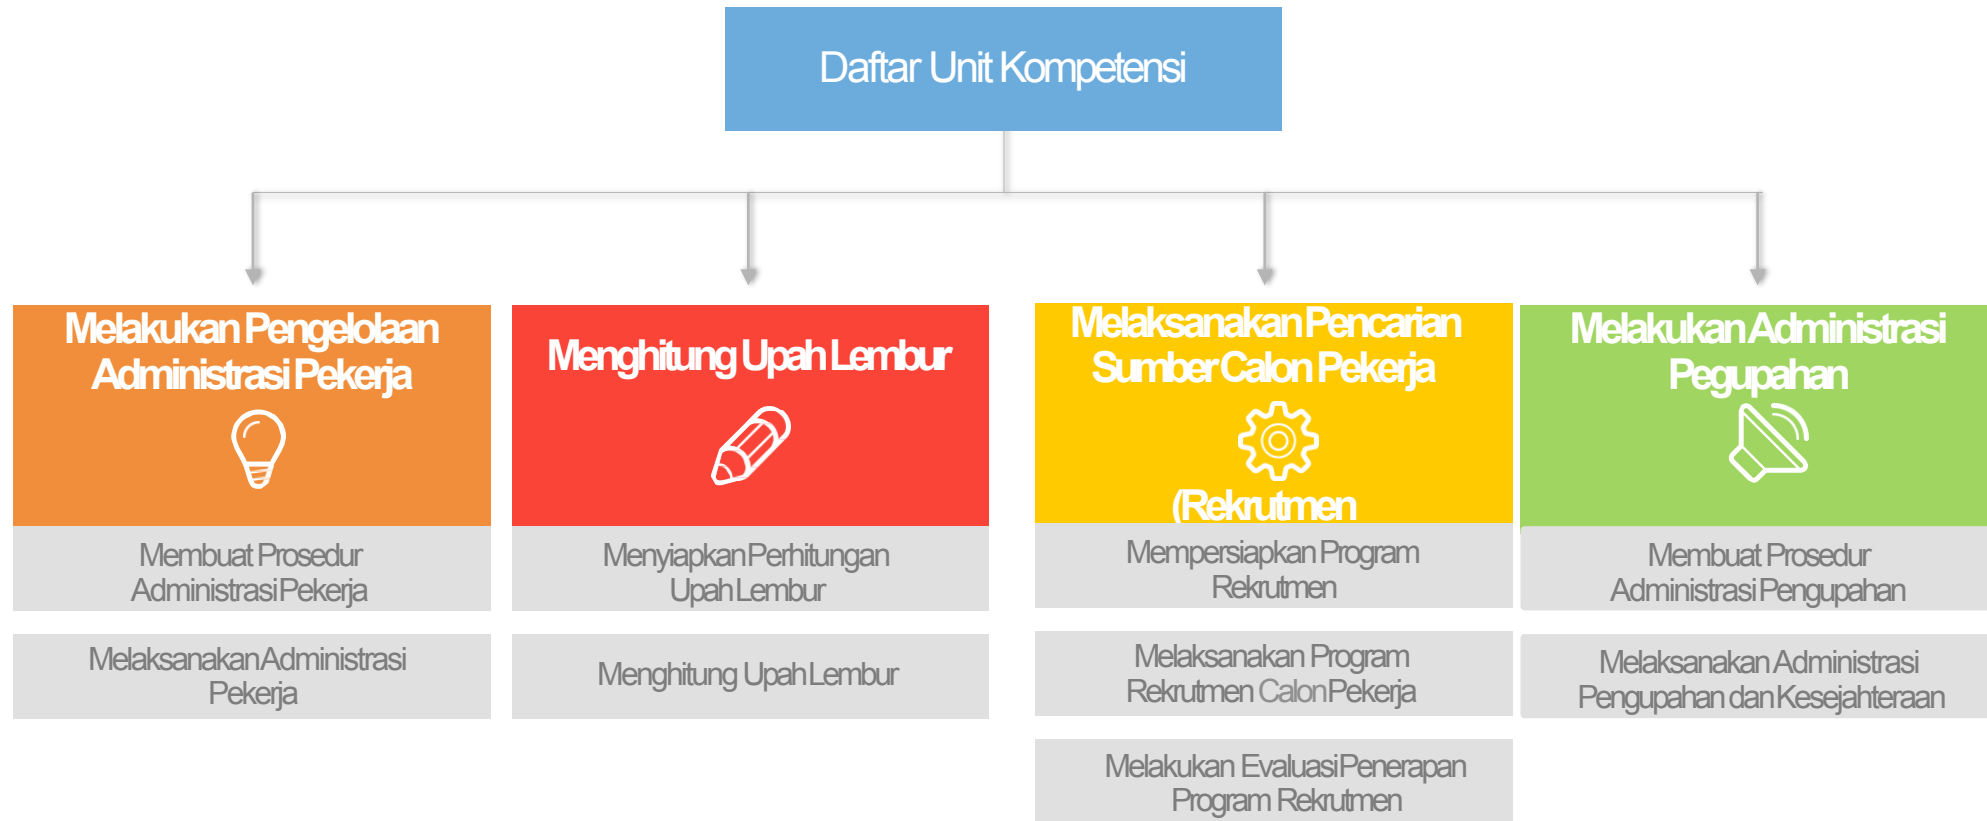 Daftar Unit Kompetensi
Melakukan Pengelolaan
Administrasi Pekerja
Membuat Prosedur
Administrasi Pekerja
Melaksanakan Administrasi
Pekerja
Menghitung Upah Lembur
Menyiapkan Perhitungan
Upah Lembur
Menghitung Upah Lembur
Melaksanakan Pencarian
Sumber Calon Pekerja
(Rekrutmen
Mempersiapkan Program
Rekrutmen
Melaksanakan Program
Rekrutmen Calon Pekerja
Melakukan Evaluasi Penerapan
Program Rekrutmen
Melakukan Administrasi
Pegupahan
Membuat Prosedur
Administrasi Pengupahan
Melaksanakan Administrasi
Pengupahan dan Kesejahteraan